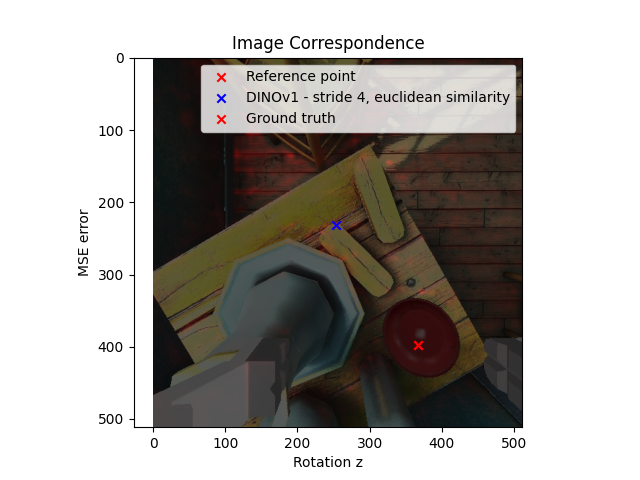 Image Correspondence
Reference point
DINOv1 - stride 4, euclidean similarity
Ground truth
0
100
200
300
400
500
MSE error
0
100
200
300
400
500
Rotation z